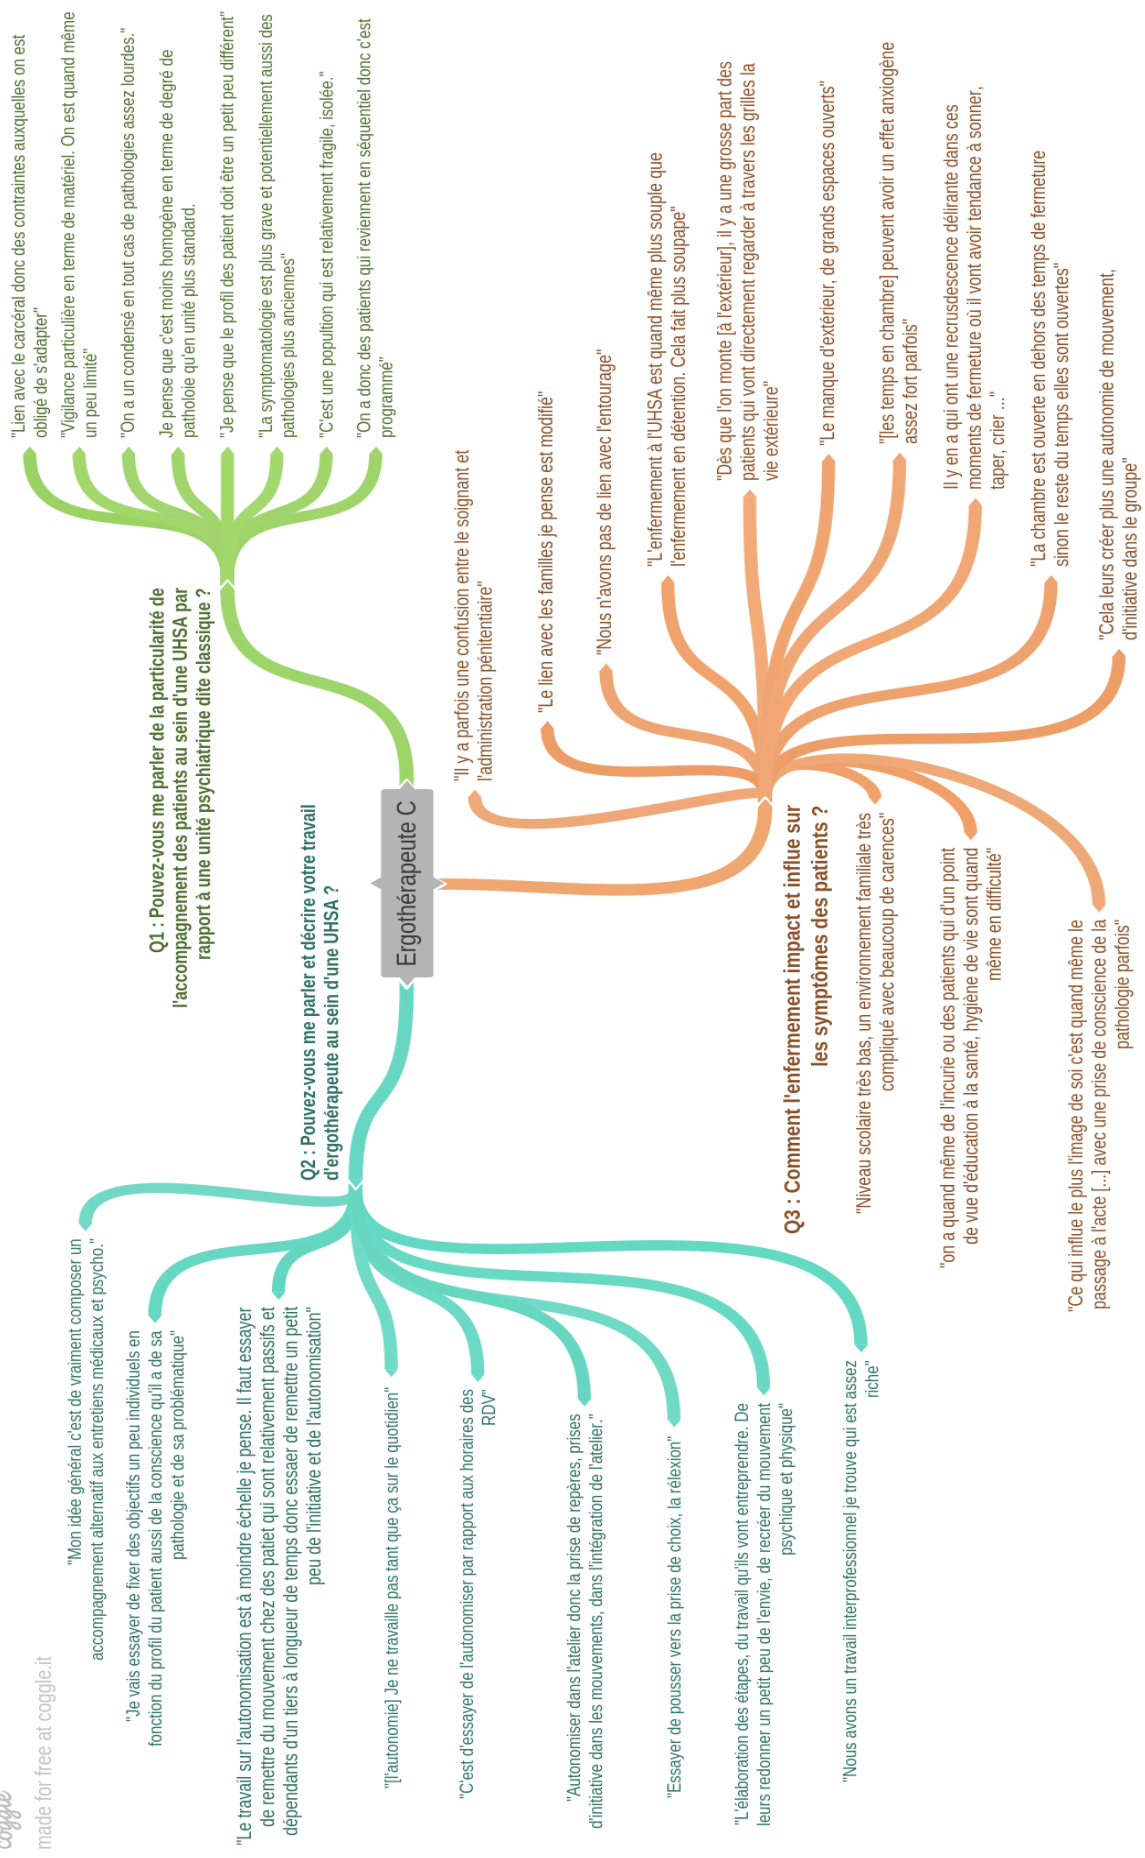 coggle
made for free at coggle.it
Ergothérapeute C
Q1 : Pouvez-vous me parler de la particularité de
l'accompagnement des patients au sein d'une UHSA par
rapport à une unité psychiatrique dite classique ?
"Lien avec le carcéral donc des contraintes auxquelles on est
obligé de s'adapter"
"Vigilance particulière en terme de matériel. On est quand même
un peu limité"
"On a un condensé en tout cas de pathologies assez lourdes."
Je pense que c'est moins homogène en terme de degré de
patholoie qu'en unité plus standard.
"Je pense que le profil des patient doit être un petit peu différent"
"La symptomatologie est plus grave et potentiellement aussi des
pathologies plus anciennes"
"C'est une popultion qui est relativement fragile, isolée."
"On a donc des patients qui reviennent en séquentiel donc c'est
programmé"
Q2 : Pouvez-vous me parler et décrire votre travail
d'ergothérapeute au sein d'une UHSA ?
"Mon idée général c'est de vraiment composer un
accompagnement alternatif aux entretiens médicaux et psycho."
"Je vais essayer de fixer des objectifs un peu individuels en
fonction du profil du patient aussi de la conscience qu'il a de sa
pathologie et de sa problématique"
"Le travail sur l'autonomisation est à moindre échelle je pense. Il faut essayer
de remettre du mouvement chez des patiet qui sont relativement passifs et
dépendants d'un tiers à longueur de temps donc essaer de remettre un petit
peu de l'initiative et de l'autonomisation"
"[l'autonomie] Je ne travaille pas tant que ça sur le quotidien"
"C'est d'essayer de l'autonomiser par rapport aux horaires des
RDV"
"Autonomiser dans l'atelier donc la prise de repères, prises
d'initiative dans les mouvements, dans l'intégration de l'atelier."
"Essayer de pousser vers la prise de choix, la rélexion"
"L'élaboration des étapes, du travail qu'ils vont entreprendre. De
leurs redonner un petit peu de l'envie, de recréer du mouvement
psychique et physique"
"Nous avons un travail interprofessionnel je trouve qui est assez
riche"
Q3 : Comment l'enfermement impact et influe sur
les symptômes des patients ?
"Il y a parfois une confusion entre le soignant et
l'administration pénitentiaire"
"Le lien avec les familles je pense est modifié"
"Nous n'avons pas de lien avec l'entourage"
"L'enfermement à l'UHSA est quand même plus souple que
l'enfermement en détention. Cela fait plus soupape"
"Dès que l'on monte [à l'extérieur], il y a une grosse part des
patients qui vont directement regarder à travers les grilles la
vie extérieure"
"Le manque d'extérieur, de grands espaces ouverts"
"[les temps en chambre] peuvent avoir un effet anxiogène
assez fort parfois"
Il y en a qui ont une recrusdescence délirante dans ces
moments de fermeture où il vont avoir tendance à sonner,
taper, crier ..."
"La chambre est ouverte en dehors des temps de fermeture
sinon le reste du temps elles sont ouvertes"
"Cela leurs créer plus une autonomie de mouvement,
d'initiative dans le groupe"
"Niveau scolaire très bas, un environnement familiale très
compliqué avec beaucoup de carences"
"on a quand même de l'incurie ou des patients qui d'un point
de vue d'éducation à la santé, hygiène de vie sont quand
même en difficulté"
"Ce qui influe le plus l'image de soi c'est quand même le
passage à l'acte [...] avec une prise de conscience de la
pathologie parfois"